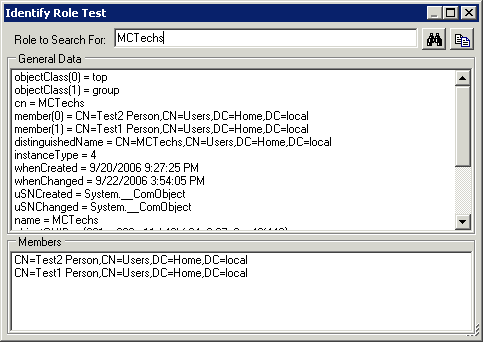 Identify Role Test
Role to Search For: MCTechs
General Data
objectClass(0) = top
objectClass(1) = group
cn = MCTechs
member(0) = CN=Test2 Person,CN=Users,DC=Home,DC=local
member(1) = CN=Test1 Person,CN=Users,DC=Home,DC=local
distinguishedName = CN=MCTechs,CN=Users,DC=Home,DC=local
instanceType = 4
whenCreated = 9/20/2006 9:27:25 PM
whenChanged = 9/22/2006 3:54:05 PM
uSNCreated = System.__ComObject
uSNChanged = System.__ComObject
name = MCTechs
Members
CN=Test2 Person,CN=Users,DC=Home,DC=local
CN=Test1 Person,CN=Users,DC=Home,DC=local